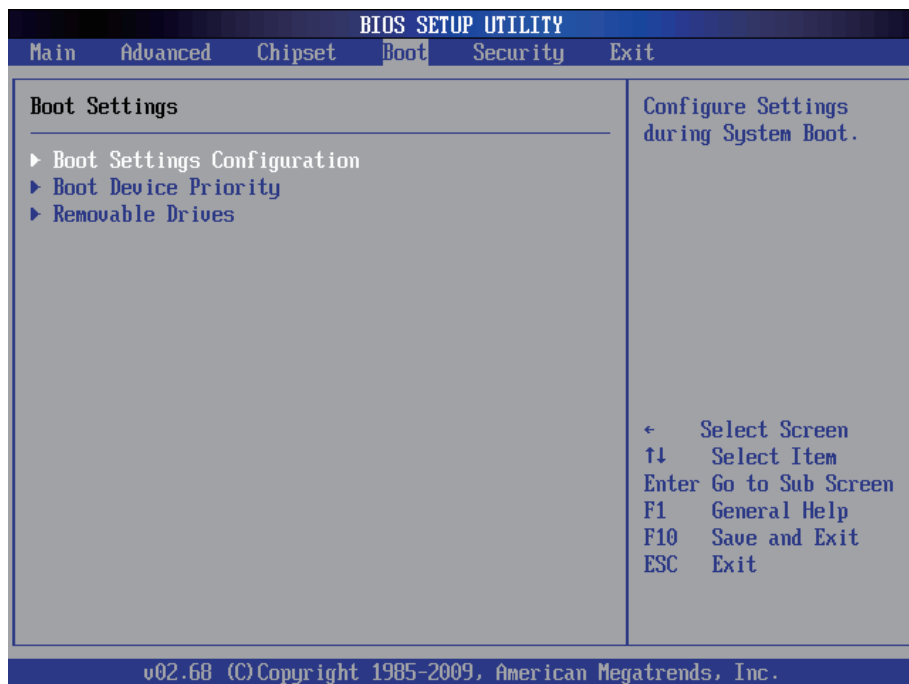 BIOS SETUP UTILITY
Main Advanced Chipset Boot Security Exit
Boot Settings
▶ Boot Settings Configuration
▶ Boot Device Priority
▶ Removable Drives
Configure Settings
during System Boot.
← Select Screen
↑↓ Select Item
Enter Go to Sub Screen
F1 General Help
F10 Save and Exit
ESC Exit
v02.68 (C)Copyright 1985-2009, American Megatrends, Inc.